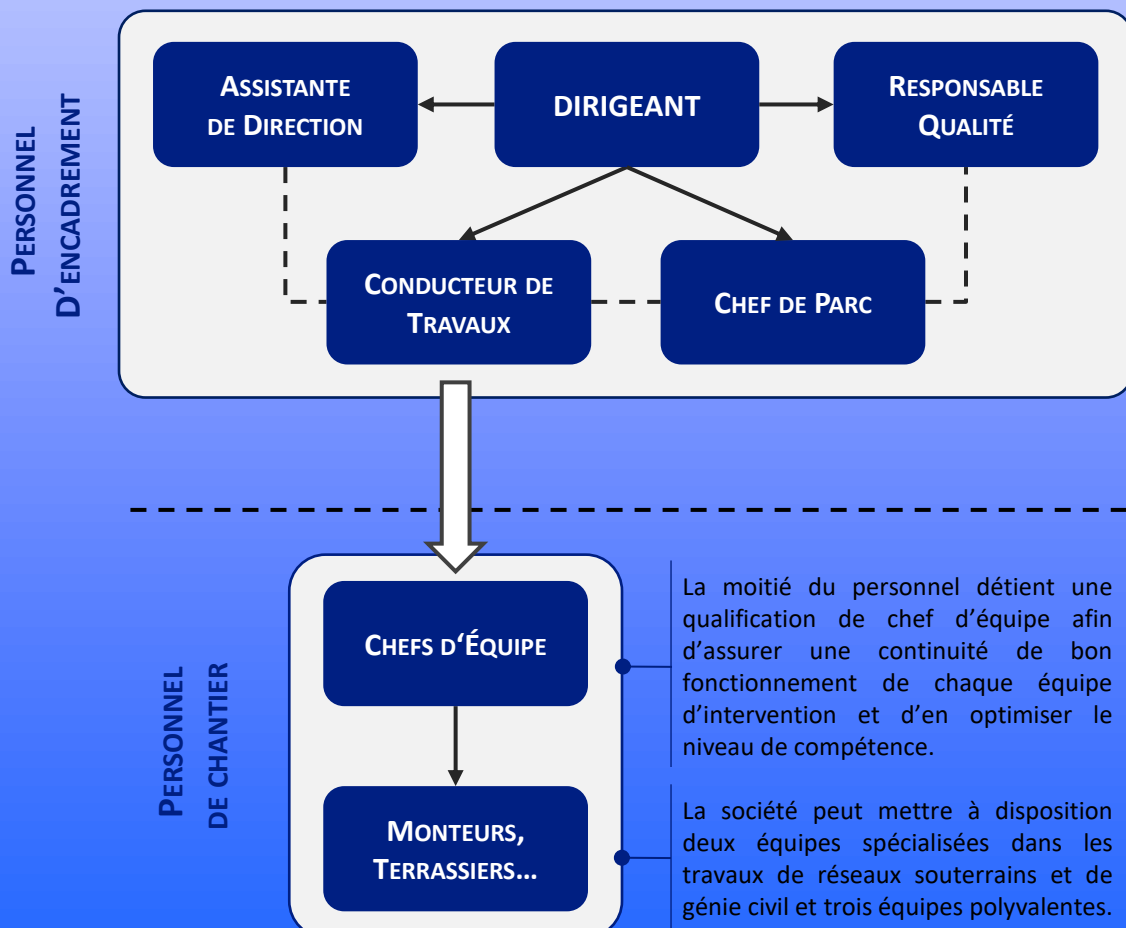 PERSONNEL
D'ENCADREMENT
ASSISTANTE
DE DIRECTION
DIRIGEANT
RESPONSABLE
QUALITÉ
CONDUCTEUR DE
TRAVAUX
CHEF DE PARC
PERSONNEL
DE CHANTIER
CHEFS D'ÉQUIPE
MONTEURS,
TERRASSIERS...
La moitié du personnel détient une
qualification de chef d'équipe afin
d'assurer une continuité de bon
fonctionnement de chaque équipe
d'intervention et d'en optimiser le
niveau de compétence.
La société peut mettre à disposition
deux équipes spécialisées dans les
travaux de réseaux souterrains et de
génie civil et trois équipes polyvalentes.